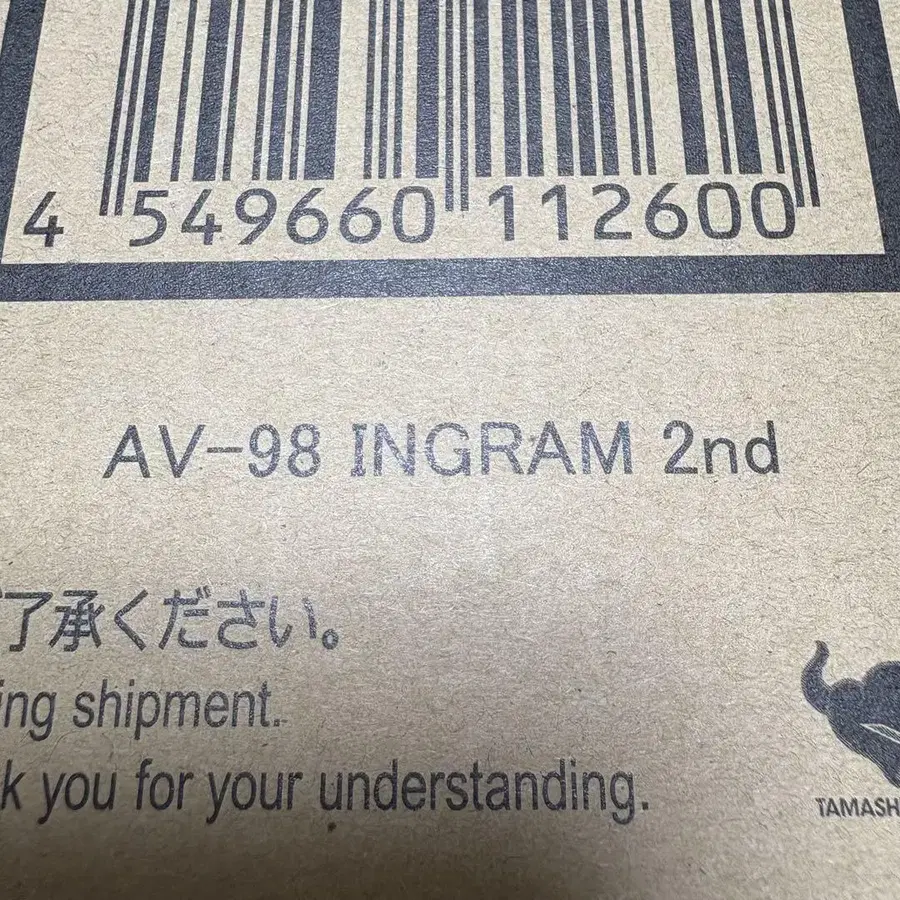 4 549660 112600
AV-98 INGRAM 2nd
了承ください。
ing shipment.
k you for your understanding.
TAMASH